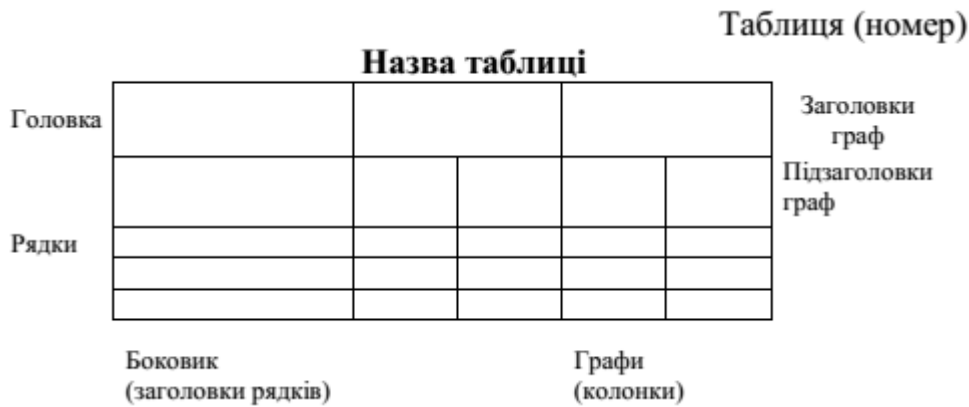 Таблиця (номер)
Назва таблиці
Головка
Заголовки
граф
Підзаголовки
граф
Рядки
Боковик
(заголовки рядків)
Графи
(колонки)